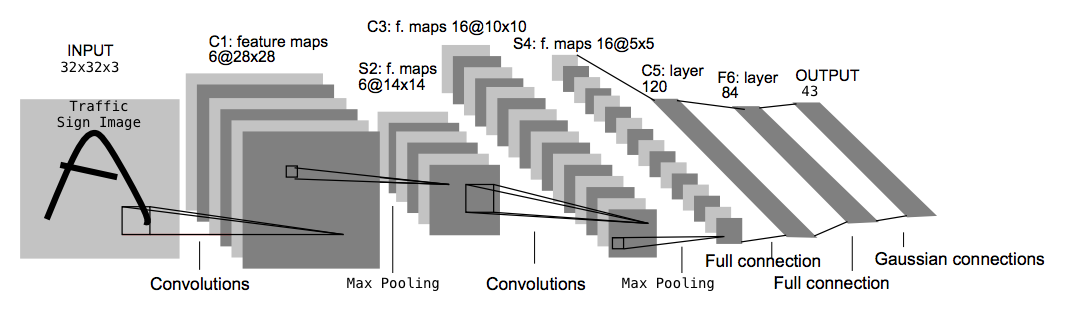 INPUT
32x32x3
Traffic
Sign Image
C1: feature maps
6@28x28
S2: f. maps
6@14x14
C3: f. maps 16@10x10
S4: f. maps 16@5x5
C5: layer
120
F6: layer
84
OUTPUT
43
Convolutions
Max Pooling
Convolutions
Max Pooling
Full connection
Full connection
Gaussian connections